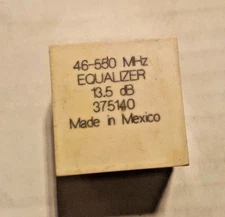 46-550 MHz
EQUALIZER
13.5 dB
375140
Made in Mexico